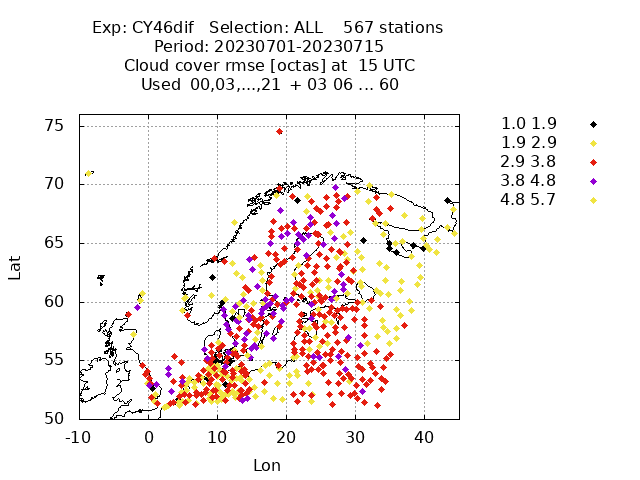 Exp: CY46dif   Selection: ALL    567 stations
Period: 20230701-20230715
Cloud cover rmse [octas] at  15 UTC
Used  00,03,...,21  + 03 06 ... 60
1.0 1.9
1.9 2.9
2.9 3.8
3.8 4.8
4.8 5.7
75
70
65
60
55
50
Lat
-10 0 10 20 30 40
Lon